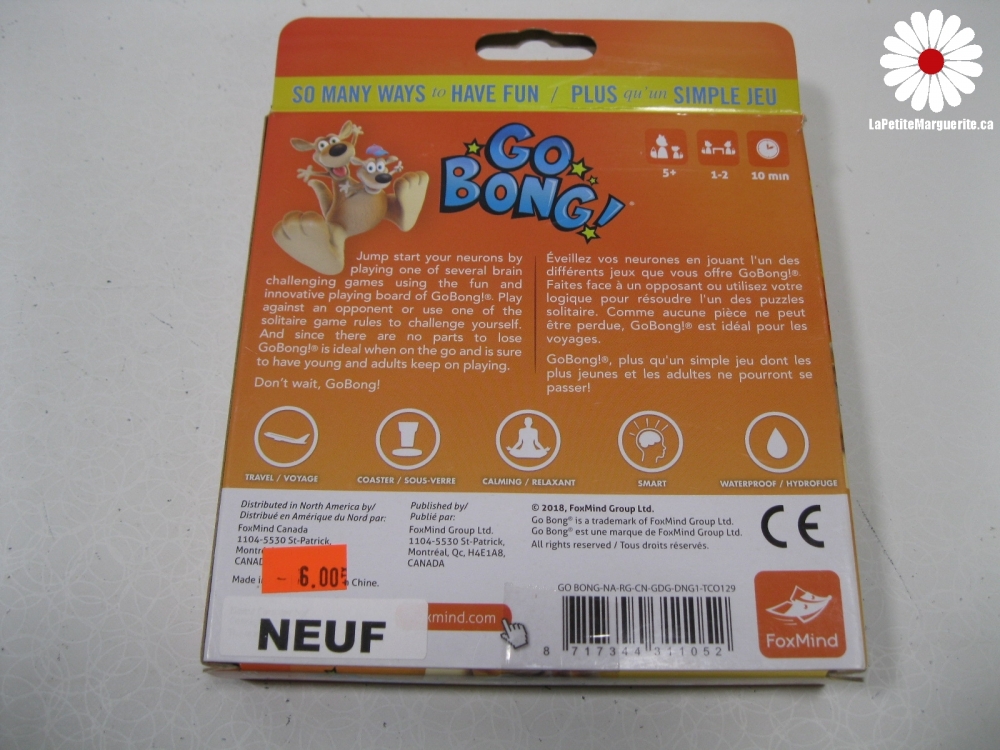 LaPetiteMarguerite.ca
SO MANY WAYS to HAVE FUN / PLUS qu'un SIMPLE JEU
GO
BONG!
5+
1-2
10 min
Jump start your neurons by
playing one of several brain
challenging games using the fun and
innovative playing board of GoBong!®. Play
against an opponent or use one of the
solitaire game rules to challenge yourself.
And since there are no parts to lose
GoBong!® is ideal when on the go and is sure
to have young and adults keep on playing.
Don't wait, GoBong!
Éveillez vos neurones en jouant l'un des
différents jeux que vous offre GoBong!®.
Faites face à un opposant ou utilisez votre
logique pour résoudre l'un des puzzles
solitaire. Comme aucune pièce ne peut
être perdue, GoBong!® est idéal pour les
voyages.
GoBong!®, plus qu'un simple jeu dont les
plus jeunes et les adultes ne pourront se
passer!
TRAVEL / VOYAGE
COASTER / SOUS-VERRE
CALMING / RELAXANT
SMART
WATERPROOF / HYDROFUGE
Distributed in North America by/
Distribué en Amérique du Nord par:
FoxMind Canada
1104-5530 St-Patrick,
Made
China.
6.00$
Published by/
Publié par:
FoxMind Group Ltd.
1104-5530 St-Patrick,
Montréal, Qc, H4E1A8,
CANADA
© 2018, FoxMind Group Ltd.
Go Bong® is a trademark of FoxMind Group Ltd.
Go Bong® est une marque de FoxMind Group Ltd.
All rights reserved / Tous droits réservés.
CE
NEUF
xmind.com
GO BONG-NA-RG-CN-GDG-DNG1-TCO129
8 717344 311052
FoxMind